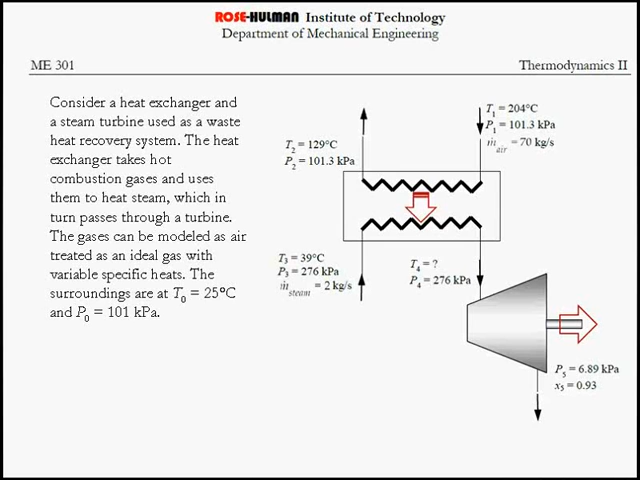 ROSE-HULMAN Institute of Technology
Department of Mechanical Engineering
ME 301
Thermodynamics II
Consider a heat exchanger and
a steam turbine used as a waste
heat recovery system. The heat
exchanger takes hot
combustion gases and uses
them to heat steam, which in
turn passes through a turbine.
The gases can be modeled as air
treated as an ideal gas with
variable specific heats. The
surroundings are at T₀ = 25°C
and P₀ = 101 kPa.
T₁ = 204°C
P₁ = 101.3 kPa
ṁ_air = 70 kg/s
T₂ = 129°C
P₂ = 101.3 kPa
T₃ = 39°C
P₃ = 276 kPa
ṁ_steam = 2 kg/s
T₄ = ?
P₄ = 276 kPa
P₅ = 6.89 kPa
x₅ = 0.93